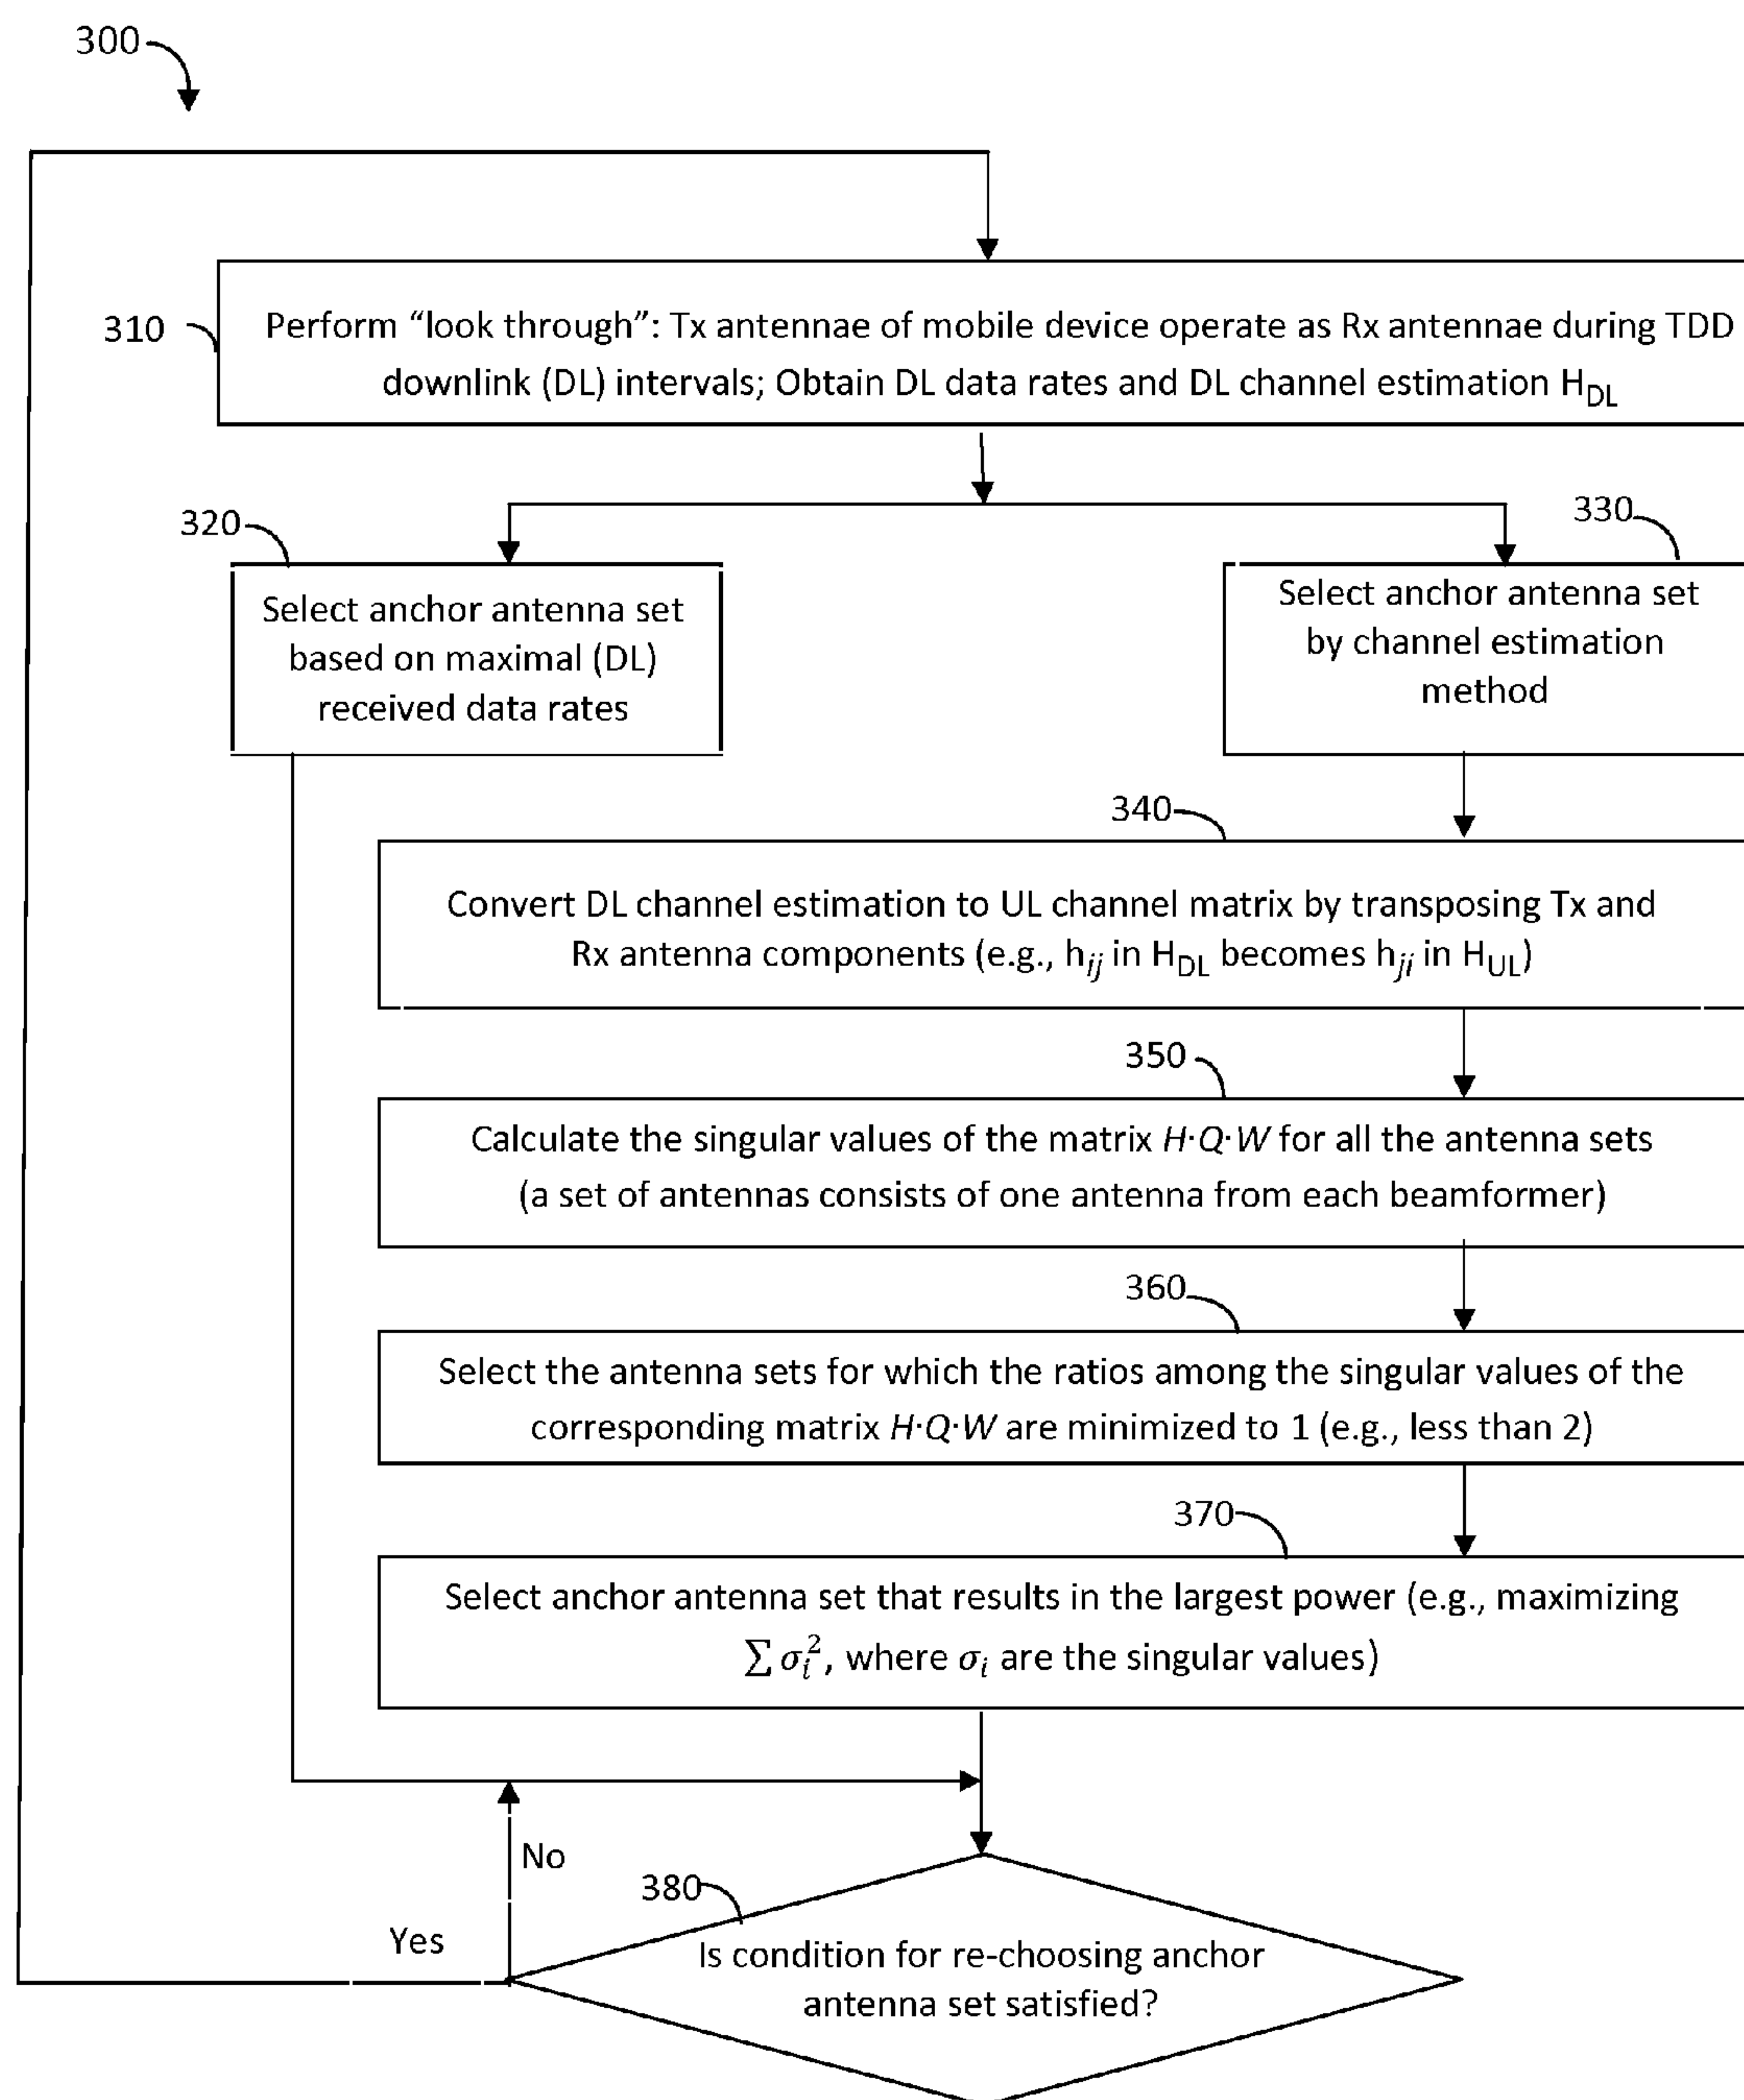 300
310
Perform “look through”: Tx antennae of mobile device operate as Rx antennae during TDD
downlink (DL) intervals; Obtain DL data rates and DL channel estimation H_DL
320
Select anchor antenna set
based on maximal (DL)
received data rates
330
Select anchor antenna set
by channel estimation
method
340
Convert DL channel estimation to UL channel matrix by transposing Tx and
Rx antenna components (e.g., h_ij in H_DL becomes h_ji in H_UL)
350
Calculate the singular values of the matrix H·Q·W for all the antenna sets
(a set of antennas consists of one antenna from each beamformer)
360
Select the antenna sets for which the ratios among the singular values of the
corresponding matrix H·Q·W are minimized to 1 (e.g., less than 2)
370
Select anchor antenna set that results in the largest power (e.g., maximizing
∑ σ_i^2, where σ_i are the singular values)
No
380
Yes
Is condition for re-choosing anchor
antenna set satisfied?